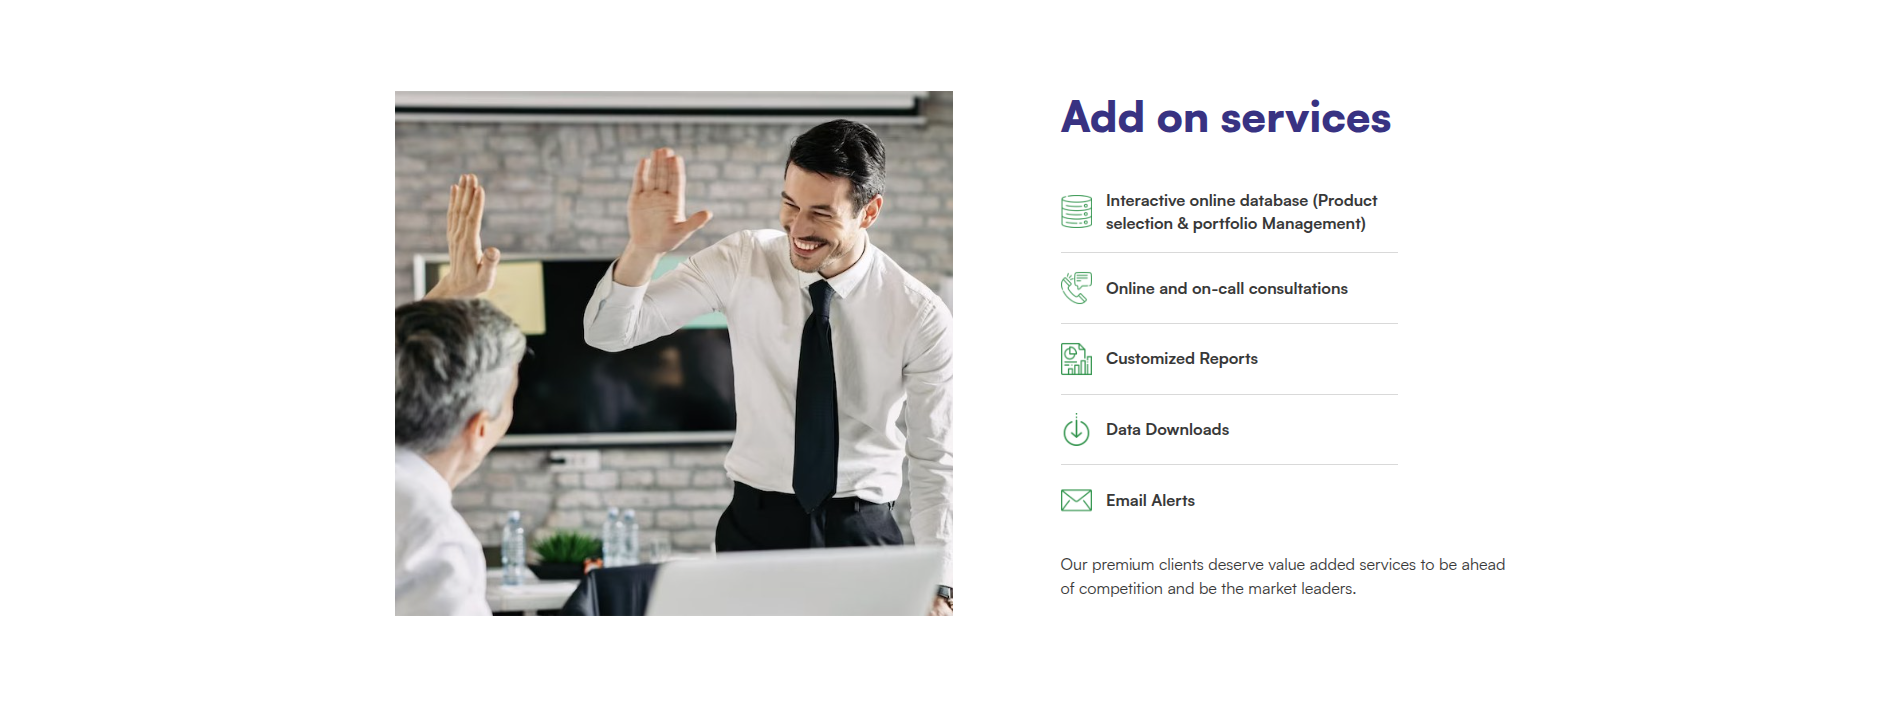 Add on services
Interactive online database (Product
selection & portfolio Management)
Online and on-call consultations
Customized Reports
Data Downloads
Email Alerts
Our premium clients deserve value added services to be ahead
of competition and be the market leaders.